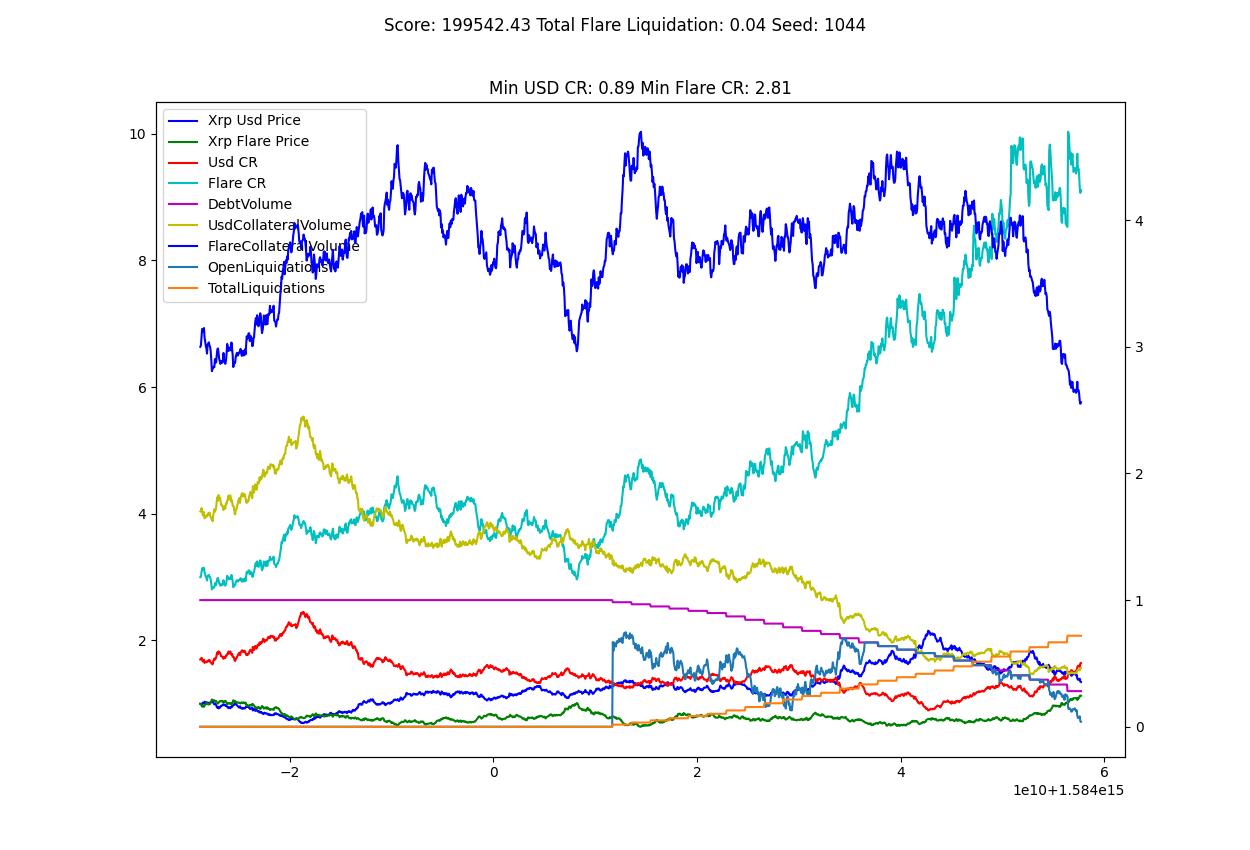 Score: 199542.43 Total Flare Liquidation: 0.04 Seed: 1044
Min USD CR: 0.89 Min Flare CR: 2.81
Xrp Usd Price
Xrp Flare Price
Usd CR
Flare CR
DebtVolume
UsdCollateralVolume
FlareCollateralVolume
OpenLiquidations
TotalLiquidations
10
8
6
4
2
4
3
2
1
0
−2
0
2
4
6
1e10+1.584e15